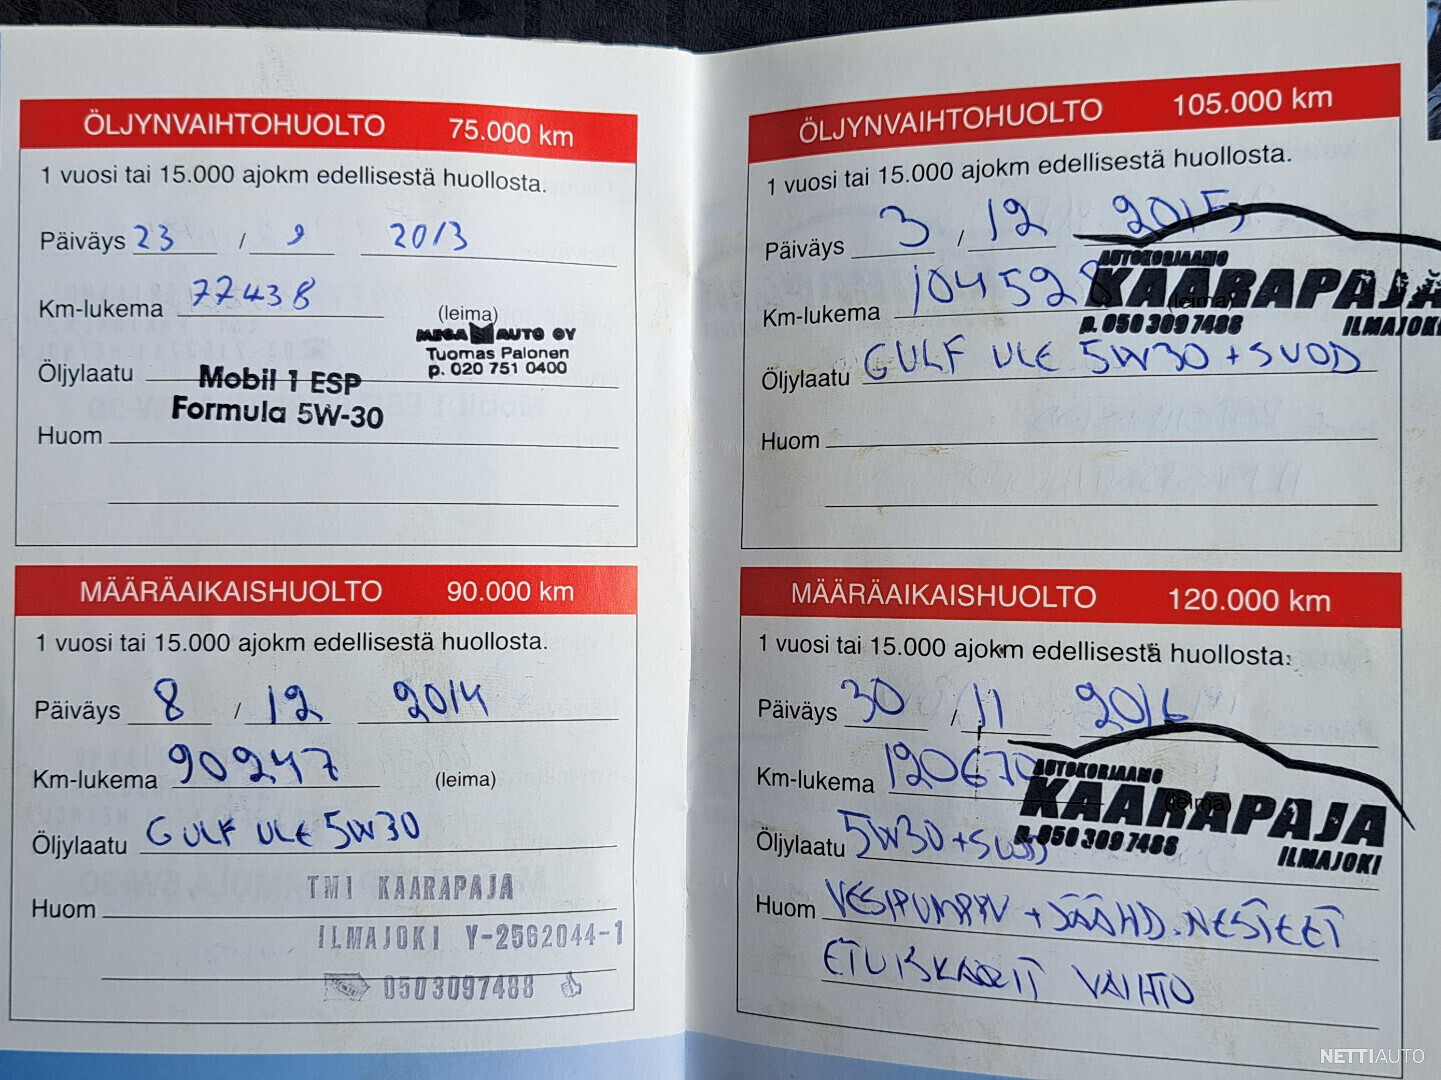 ÖLJYNVAIHTOHUOLTO 75.000 km
1 vuosi tai 15.000 ajokm edellisestä huollosta.
Päiväys 23 / 9 2013
Km-lukema 77438
(leima)
MEGA AUTO OY
Tuomas Palonen
p. 020 751 0400
Öljylaatu Mobil 1 ESP
Formula 5W-30
Huom
MÄÄRÄAIKAISHUOLTO 90.000 km
1 vuosi tai 15.000 ajokm edellisestä huollosta.
Päiväys 8 / 12 2014
Km-lukema 90247 (leima)
Öljylaatu GULF ULE 5W30
TMI KAARAPAJA
Huom
ILMAJOKI Y-2562044-1
0503097488
ÖLJYNVAIHTOHUOLTO 105.000 km
1 vuosi tai 15.000 ajokm edellisestä huollosta.
Päiväys 3 / 12 2015
Km-lukema 104528 (leima)
AUTOKORJAAMO
KAARAPAJA
p. 050 309 7488
ILMAJOKI
Öljylaatu GULF ULE 5W30 + SUOD
Huom
MÄÄRÄAIKAISHUOLTO 120.000 km
1 vuosi tai 15.000 ajokm edellisestä huollosta.
Päiväys 30 / 11 2016
Km-lukema 120670 (leima)
AUTOKORJAAMO
KAARAPAJA
p. 050 309 7488
ILMAJOKI
Öljylaatu 5W30 + SUOD
Huom VESIPUMPPU + JÄÄHD.NESTEET
VAIHTO
NETTIAUTO